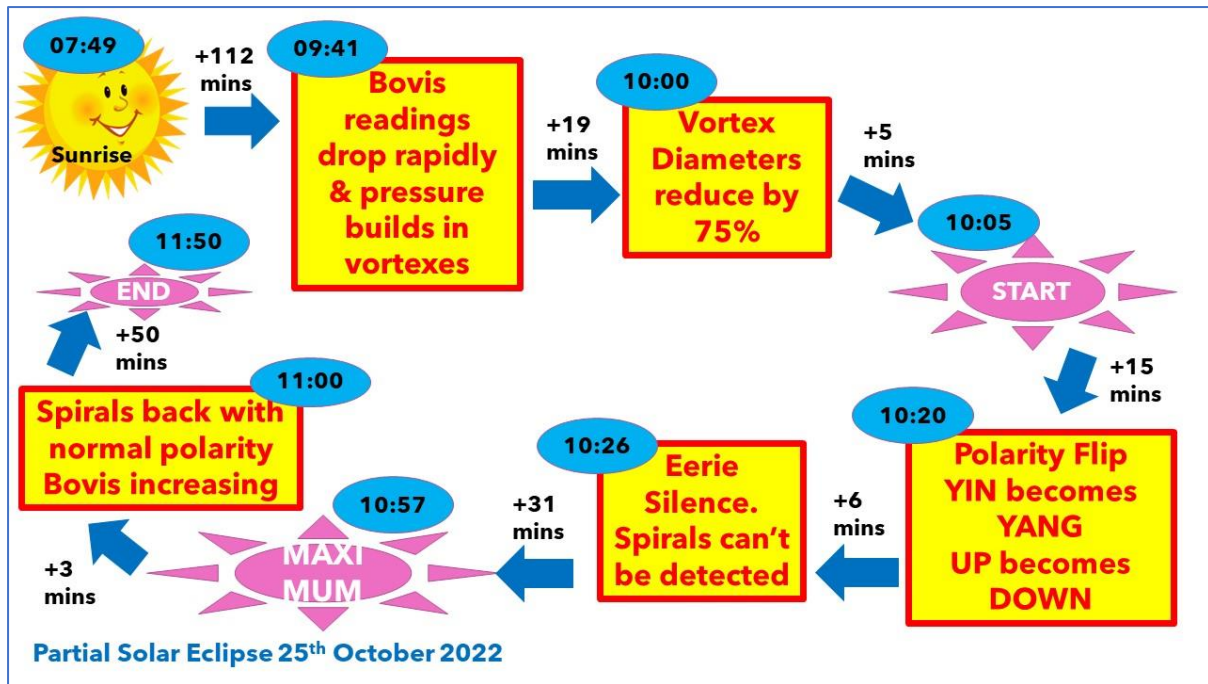 07:49
Sunrise
+112
mins
09:41
Bovis
readings
drop rapidly
& pressure
builds in
vortexes
+19
mins
10:00
Vortex
Diameters
reduce by
75%
+5
mins
10:05
START
+15
mins
10:20
Polarity Flip
YIN becomes
YANG
UP becomes
DOWN
+6
mins
10:26
Eerie
Silence.
Spirals can’t
be detected
+31
mins
10:57
MAXI
MUM
+3
mins
11:00
Spirals back with
normal polarity
Bovis increasing
+50
mins
11:50
END
Partial Solar Eclipse 25th October 2022